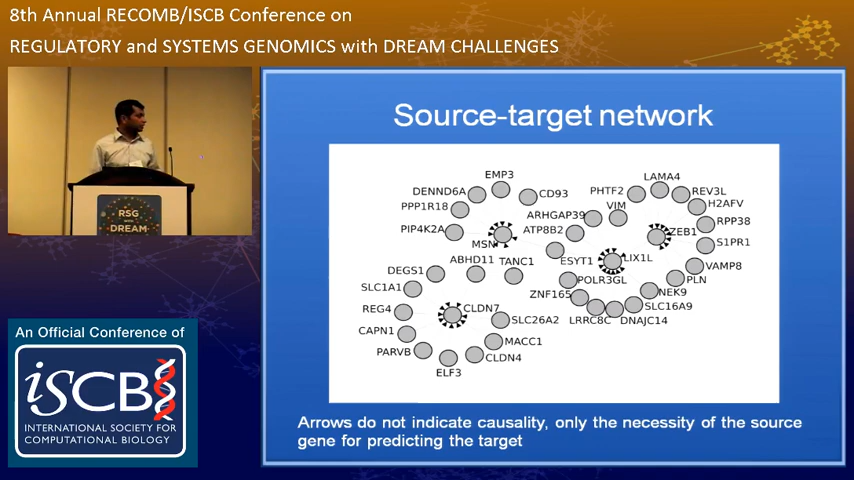 8th Annual RECOMB/ISCB Conference on
REGULATORY and SYSTEMS GENOMICS with DREAM CHALLENGES
RSG
with
DREAM
An Official Conference of
iSCB
INTERNATIONAL SOCIETY FOR
COMPUTATIONAL BIOLOGY
Source-target network
EMP3
DENND6A
CD93
PPP1R18
PIP4K2A
MSN
ABHD11
TANC1
DEGS1
SLC1A1
REG4
CLDN7
SLC26A2
CAPN1
MACC1
PARVB
CLDN4
ELF3
LAMA4
PHTF2
REV3L
VIM
H2AFV
ARHGAP39
RPP38
ATP8B2
ZEB1
S1PR1
ESYT1
LIX1L
VAMP8
POLR3GL
PLN
ZNF165
NEK9
SLC16A9
LRRC8C
DNAJC14
Arrows do not indicate causality, only the necessity of the source
gene for predicting the target